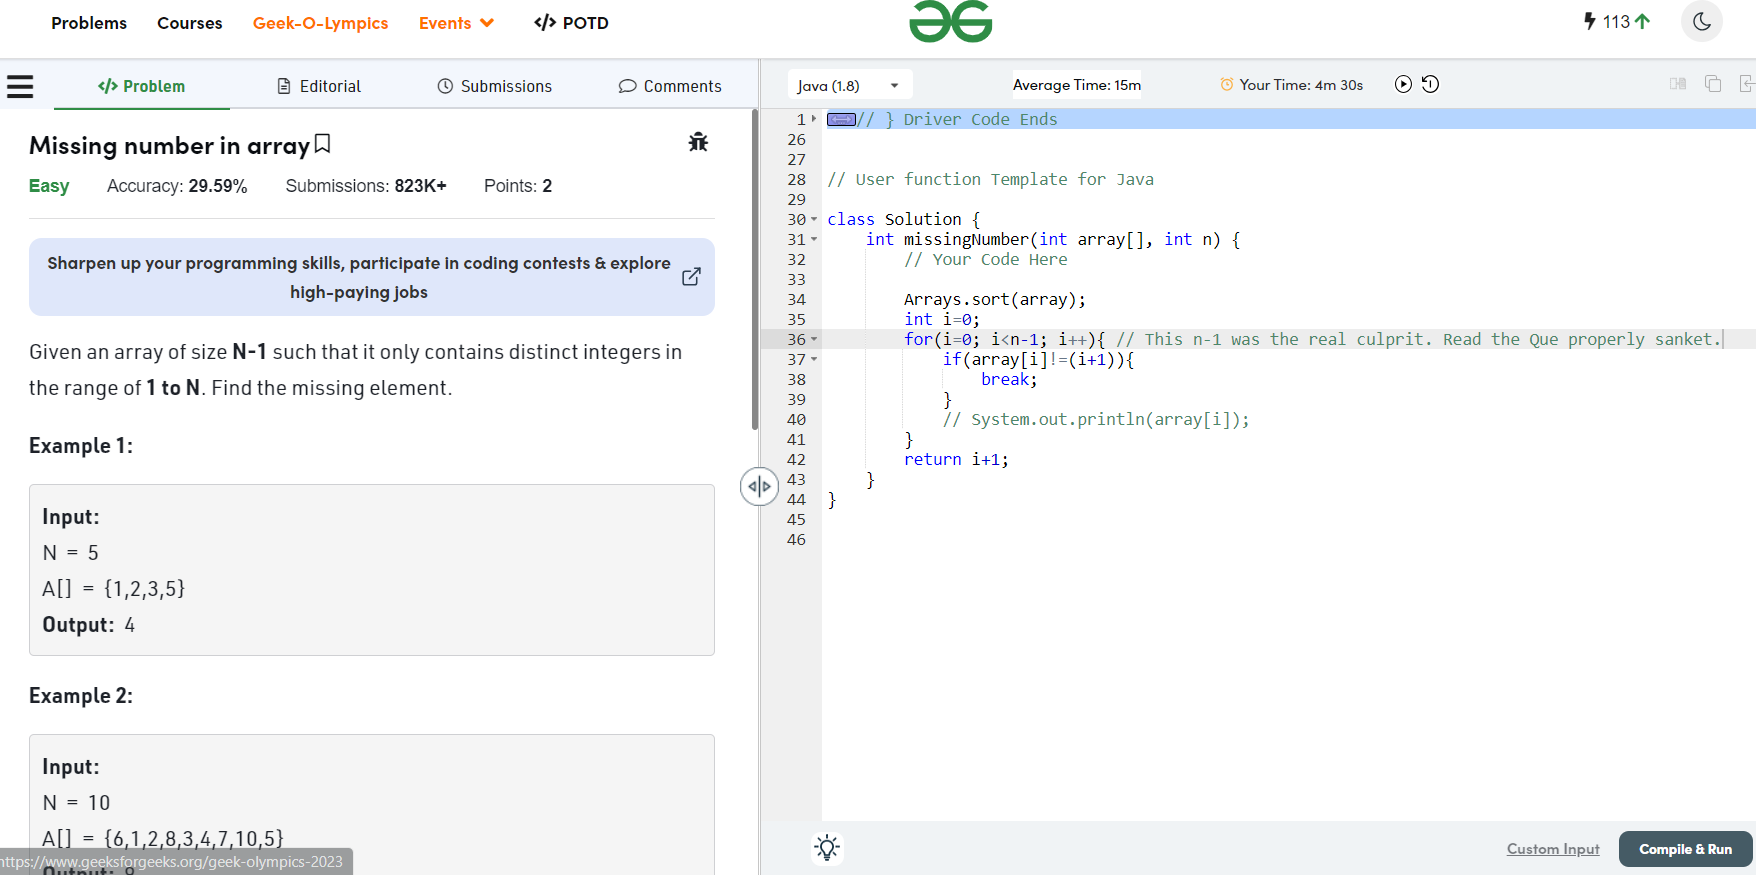 Problems Courses Geek-O-Lympics Events </> POTD
113
</> Problem Editorial Submissions Comments
Java (1.8) Average Time: 15m Your Time: 4m 30s
Missing number in array
Easy Accuracy: 29.59% Submissions: 823K+ Points: 2
Sharpen up your programming skills, participate in coding contests & explore
high-paying jobs
Given an array of size N-1 such that it only contains distinct integers in
the range of 1 to N. Find the missing element.
Example 1:
Input:
N = 5
A[] = {1,2,3,5}
Output: 4
Example 2:
Input:
N = 10
A[] = {6,1,2,8,3,4,7,10,5}
Output: 9
https://www.geeksforgeeks.org/geek-olympics-2023
1 // } Driver Code Ends
26
27
28 // User function Template for Java
29
30 class Solution {
31 int missingNumber(int array[], int n) {
32 // Your Code Here
33
34 Arrays.sort(array);
35 int i=0;
36 for(i=0; i<n-1; i++){ // This n-1 was the real culprit. Read the Que properly sanket.
37 if(array[i]!=(i+1)){
38 break;
39 }
40 // System.out.println(array[i]);
41 }
42 return i+1;
43 }
44 }
45
46
Custom Input Compile & Run